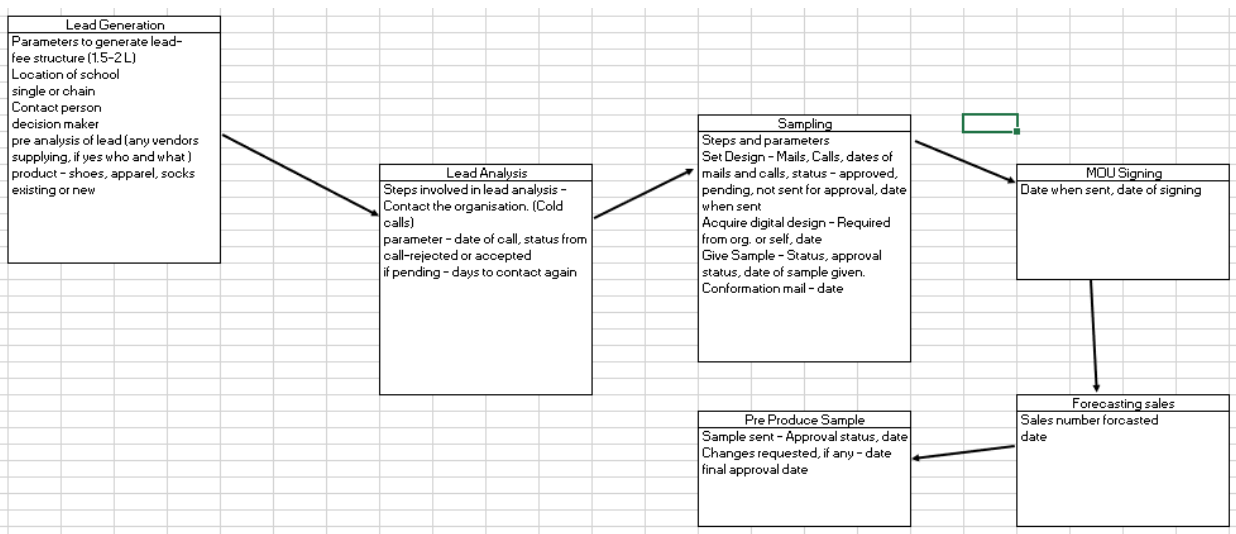 Lead Generation
Parameters to generate lead-
fee structure (1.5-2 L)
Location of school
single or chain
Contact person
decision maker
pre analysis of lead (any vendors
supplying, if yes who and what )
product - shoes, apparel, socks
existing or new
Lead Analysis
Steps involved in lead analysis -
Contact the organisation. (Cold
calls)
parameter - date of call, status from
call-rejected or accepted
if pending - days to contact again
Sampling
Steps and parameters
Set Design - Mails, Calls, dates of
mails and calls, status - approved,
pending, not sent for approval, date
when sent
Acquire digital design - Required
from org. or self, date
Give Sample - Status, approval
status, date of sample given.
Conformation mail - date
MOU Signing
Date when sent, date of signing
Forecasting sales
Sales number forcasted
date
Pre Produce Sample
Sample sent - Approval status, date
Changes requested, if any - date
final approval date